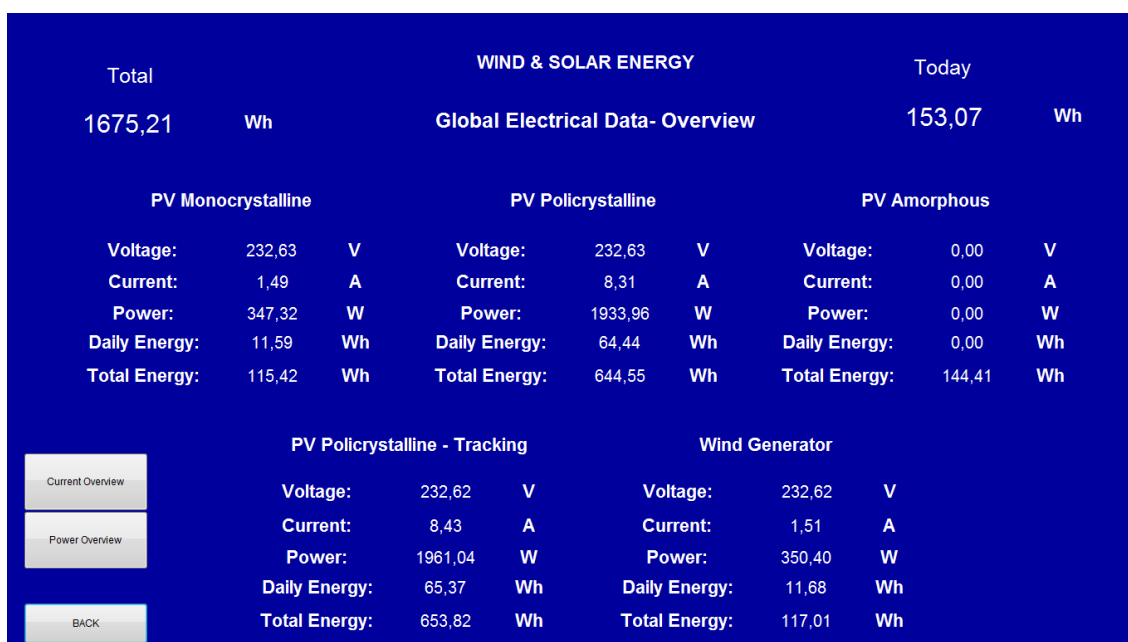 WIND & SOLAR ENERGY
Total Today
1675,21 Wh Global Electrical Data- Overview 153,07 Wh
PV Monocrystalline PV Policrystalline PV Amorphous
Voltage: 232,63 V Voltage: 232,63 V Voltage: 0,00 V
Current: 1,49 A Current: 8,31 A Current: 0,00 A
Power: 347,32 W Power: 1933,96 W Power: 0,00 W
Daily Energy: 11,59 Wh Daily Energy: 64,44 Wh Daily Energy: 0,00 Wh
Total Energy: 115,42 Wh Total Energy: 644,55 Wh Total Energy: 144,41 Wh
PV Policrystalline - Tracking Wind Generator
Current Overview Voltage: 232,62 V Voltage: 232,62 V
Current: 8,43 A Current: 1,51 A
Power Overview Power: 1961,04 W Power: 350,40 W
Daily Energy: 65,37 Wh Daily Energy: 11,68 Wh
BACK Total Energy: 653,82 Wh Total Energy: 117,01 Wh